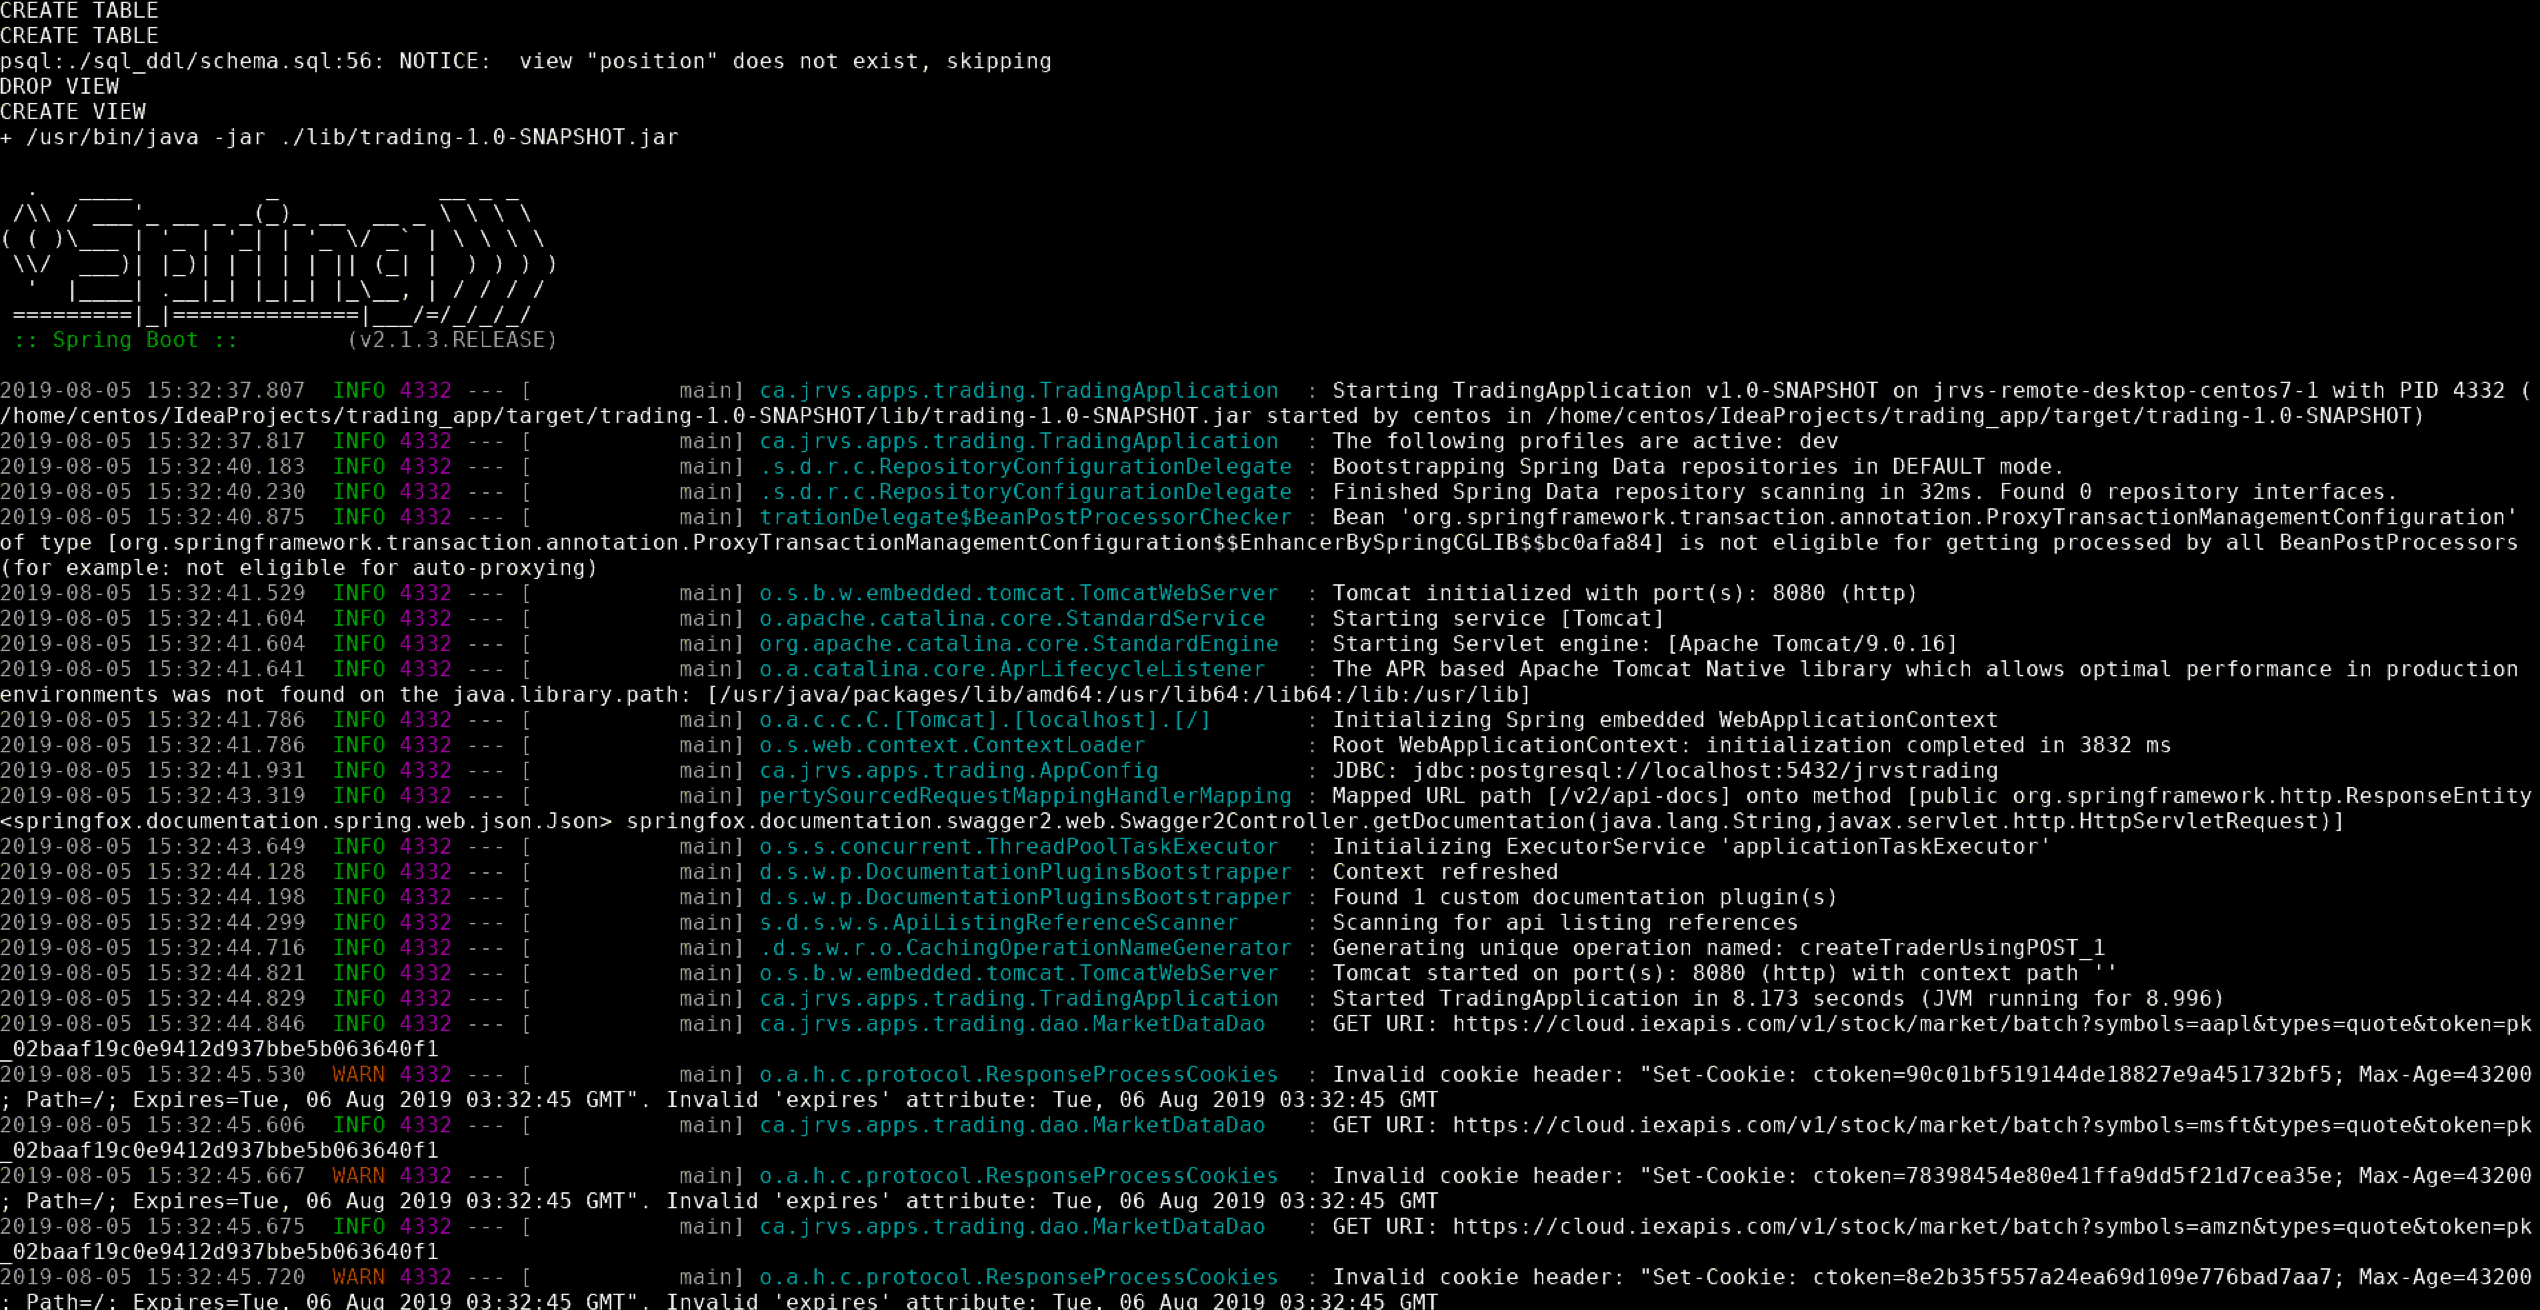 CREATE TABLE
CREATE TABLE
psql:./sql_ddl/schema.sql:56: NOTICE:  view "position" does not exist, skipping
DROP VIEW
CREATE VIEW
+ /usr/bin/java -jar ./lib/trading-1.0-SNAPSHOT.jar

  .   ____          _            __ _ _
 /\\ / ___'_ __ _ _(_)_ __  __ _ \ \ \ \
( ( )\___ | '_ | '_| | '_ \/ _` | \ \ \ \
 \\/  ___)| |_)| | | | | || (_| |  ) ) ) )
  '  |____| .__|_| |_|_| |_\__, | / / / /
 =========|_|==============|___/=/_/_/_/
 :: Spring Boot ::        (v2.1.3.RELEASE)

2019-08-05 15:32:37.807  INFO 4332 --- [           main] ca.jrvs.apps.trading.TradingApplication  : Starting TradingApplication v1.0-SNAPSHOT on jrvs-remote-desktop-centos7-1 with PID 4332 (
/home/centos/IdeaProjects/trading_app/target/trading-1.0-SNAPSHOT/lib/trading-1.0-SNAPSHOT.jar started by centos in /home/centos/IdeaProjects/trading_app/target/trading-1.0-SNAPSHOT)
2019-08-05 15:32:37.817  INFO 4332 --- [           main] ca.jrvs.apps.trading.TradingApplication  : The following profiles are active: dev
2019-08-05 15:32:40.183  INFO 4332 --- [           main] .s.d.r.c.RepositoryConfigurationDelegate : Bootstrapping Spring Data repositories in DEFAULT mode.
2019-08-05 15:32:40.230  INFO 4332 --- [           main] .s.d.r.c.RepositoryConfigurationDelegate : Finished Spring Data repository scanning in 32ms. Found 0 repository interfaces.
2019-08-05 15:32:40.875  INFO 4332 --- [           main] trationDelegate$BeanPostProcessorChecker : Bean 'org.springframework.transaction.annotation.ProxyTransactionManagementConfiguration'
of type [org.springframework.transaction.annotation.ProxyTransactionManagementConfiguration$$EnhancerBySpringCGLIB$$bc0afa84] is not eligible for getting processed by all BeanPostProcessors
(for example: not eligible for auto-proxying)
2019-08-05 15:32:41.529  INFO 4332 --- [           main] o.s.b.w.embedded.tomcat.TomcatWebServer  : Tomcat initialized with port(s): 8080 (http)
2019-08-05 15:32:41.604  INFO 4332 --- [           main] o.apache.catalina.core.StandardService   : Starting service [Tomcat]
2019-08-05 15:32:41.604  INFO 4332 --- [           main] org.apache.catalina.core.StandardEngine  : Starting Servlet engine: [Apache Tomcat/9.0.16]
2019-08-05 15:32:41.641  INFO 4332 --- [           main] o.a.catalina.core.AprLifecycleListener   : The APR based Apache Tomcat Native library which allows optimal performance in production
environments was not found on the java.library.path: [/usr/java/packages/lib/amd64:/usr/lib64:/lib64:/lib:/usr/lib]
2019-08-05 15:32:41.786  INFO 4332 --- [           main] o.a.c.c.C.[Tomcat].[localhost].[/]       : Initializing Spring embedded WebApplicationContext
2019-08-05 15:32:41.786  INFO 4332 --- [           main] o.s.web.context.ContextLoader            : Root WebApplicationContext: initialization completed in 3832 ms
2019-08-05 15:32:41.931  INFO 4332 --- [           main] ca.jrvs.apps.trading.AppConfig           : JDBC: jdbc:postgresql://localhost:5432/jrvstrading
2019-08-05 15:32:43.319  INFO 4332 --- [           main] pertySourcedRequestMappingHandlerMapping : Mapped URL path [/v2/api-docs] onto method [public org.springframework.http.ResponseEntity
<springfox.documentation.spring.web.json.Json> springfox.documentation.swagger2.web.Swagger2Controller.getDocumentation(java.lang.String,javax.servlet.http.HttpServletRequest)]
2019-08-05 15:32:43.649  INFO 4332 --- [           main] o.s.s.concurrent.ThreadPoolTaskExecutor  : Initializing ExecutorService 'applicationTaskExecutor'
2019-08-05 15:32:44.128  INFO 4332 --- [           main] d.s.w.p.DocumentationPluginsBootstrapper : Context refreshed
2019-08-05 15:32:44.198  INFO 4332 --- [           main] d.s.w.p.DocumentationPluginsBootstrapper : Found 1 custom documentation plugin(s)
2019-08-05 15:32:44.299  INFO 4332 --- [           main] s.d.s.w.s.ApiListingReferenceScanner     : Scanning for api listing references
2019-08-05 15:32:44.716  INFO 4332 --- [           main] .d.s.w.r.o.CachingOperationNameGenerator : Generating unique operation named: createTraderUsingPOST_1
2019-08-05 15:32:44.821  INFO 4332 --- [           main] o.s.b.w.embedded.tomcat.TomcatWebServer  : Tomcat started on port(s): 8080 (http) with context path ''
2019-08-05 15:32:44.829  INFO 4332 --- [           main] ca.jrvs.apps.trading.TradingApplication  : Started TradingApplication in 8.173 seconds (JVM running for 8.996)
2019-08-05 15:32:44.846  INFO 4332 --- [           main] ca.jrvs.apps.trading.dao.MarketDataDao   : GET URI: https://cloud.iexapis.com/v1/stock/market/batch?symbols=aapl&types=quote&token=pk
_02baaf19c0e9412d937bbe5b063640f1
2019-08-05 15:32:45.530  WARN 4332 --- [           main] o.a.h.c.protocol.ResponseProcessCookies  : Invalid cookie header: "Set-Cookie: ctoken=90c01bf519144de18827e9a451732bf5; Max-Age=43200
; Path=/; Expires=Tue, 06 Aug 2019 03:32:45 GMT". Invalid 'expires' attribute: Tue, 06 Aug 2019 03:32:45 GMT
2019-08-05 15:32:45.606  INFO 4332 --- [           main] ca.jrvs.apps.trading.dao.MarketDataDao   : GET URI: https://cloud.iexapis.com/v1/stock/market/batch?symbols=msft&types=quote&token=pk
_02baaf19c0e9412d937bbe5b063640f1
2019-08-05 15:32:45.667  WARN 4332 --- [           main] o.a.h.c.protocol.ResponseProcessCookies  : Invalid cookie header: "Set-Cookie: ctoken=78398454e80e41ffa9dd5f21d7cea35e; Max-Age=43200
; Path=/; Expires=Tue, 06 Aug 2019 03:32:45 GMT". Invalid 'expires' attribute: Tue, 06 Aug 2019 03:32:45 GMT
2019-08-05 15:32:45.675  INFO 4332 --- [           main] ca.jrvs.apps.trading.dao.MarketDataDao   : GET URI: https://cloud.iexapis.com/v1/stock/market/batch?symbols=amzn&types=quote&token=pk
_02baaf19c0e9412d937bbe5b063640f1
2019-08-05 15:32:45.720  WARN 4332 --- [           main] o.a.h.c.protocol.ResponseProcessCookies  : Invalid cookie header: "Set-Cookie: ctoken=8e2b35f557a24ea69d109e776bad7aa7; Max-Age=43200
; Path=/; Expires=Tue, 06 Aug 2019 03:32:45 GMT". Invalid 'expires' attribute: Tue, 06 Aug 2019 03:32:45 GMT